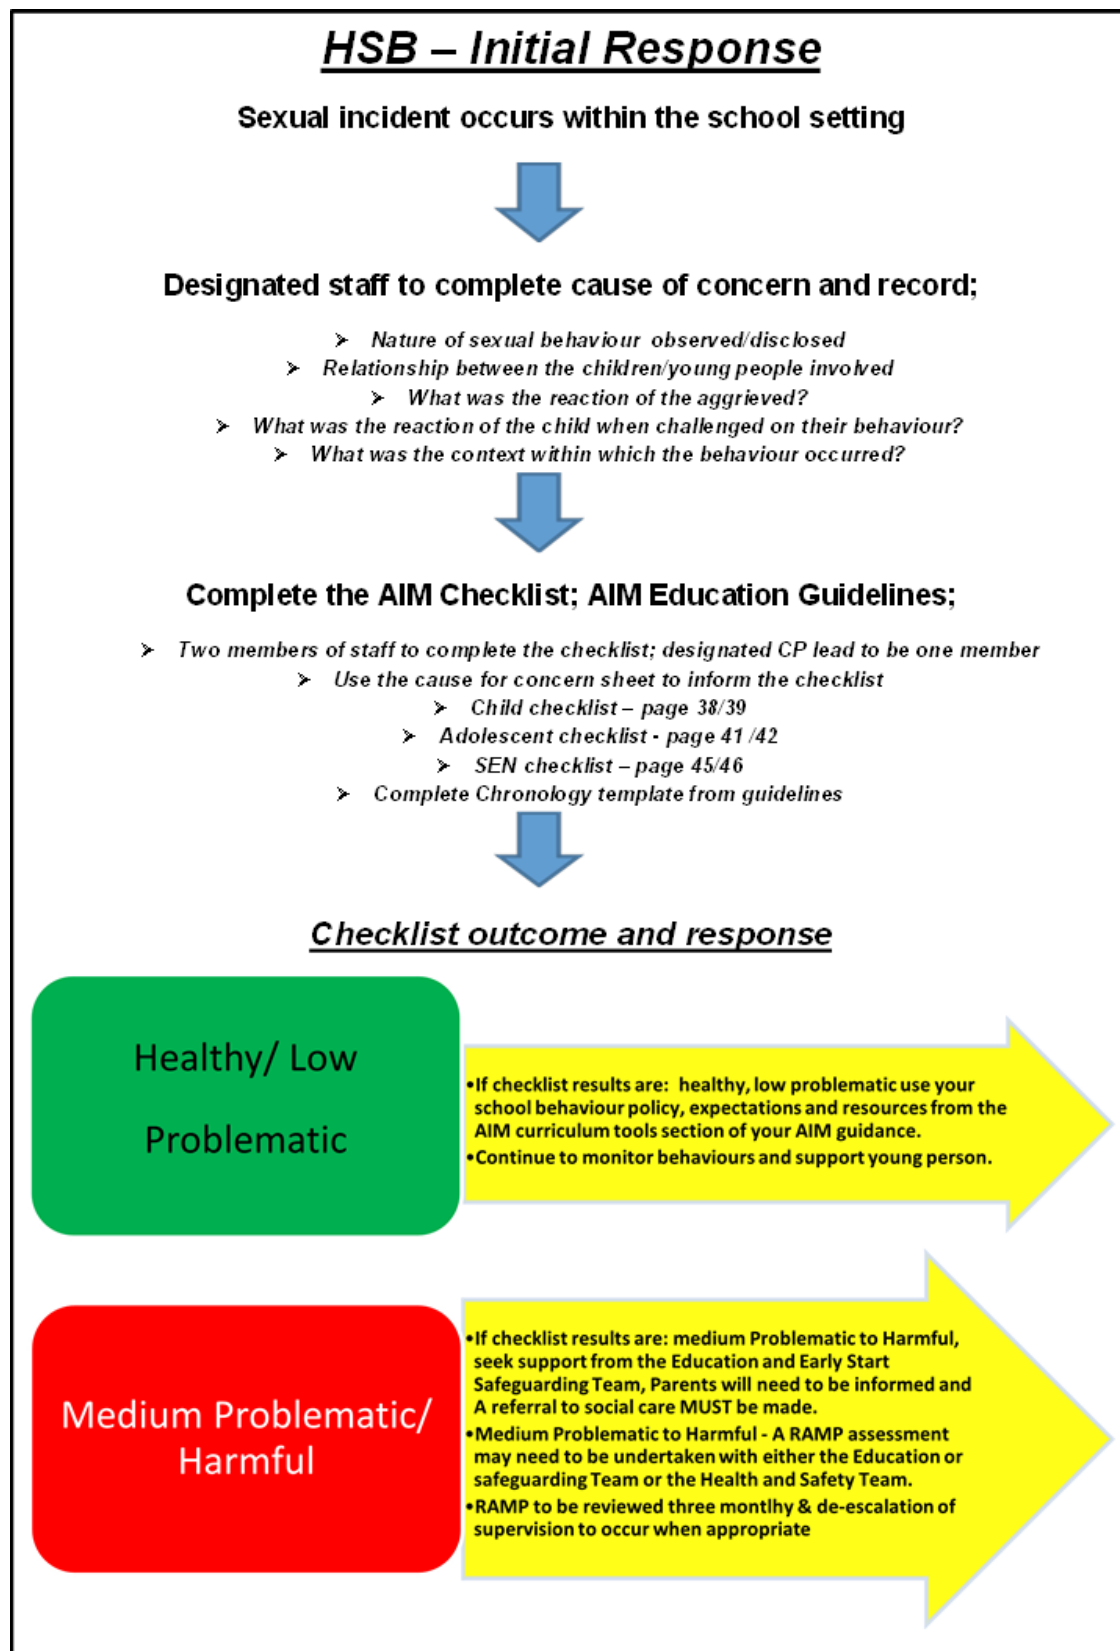 HSB – Initial Response
Sexual incident occurs within the school setting
Designated staff to complete cause of concern and record;
➢ Nature of sexual behaviour observed/disclosed
➢ Relationship between the children/young people involved
➢ What was the reaction of the aggrieved?
➢ What was the reaction of the child when challenged on their behaviour?
➢ What was the context within which the behaviour occurred?
Complete the AIM Checklist; AIM Education Guidelines;
➢ Two members of staff to complete the checklist; designated CP lead to be one member
➢ Use the cause for concern sheet to inform the checklist
➢ Child checklist – page 38/39
➢ Adolescent checklist - page 41 /42
➢ SEN checklist – page 45/46
➢ Complete Chronology template from guidelines
Checklist outcome and response
Healthy/ Low
Problematic
•If checklist results are: healthy, low problematic use your
school behaviour policy, expectations and resources from the
AIM curriculum tools section of your AIM guidance.
•Continue to monitor behaviours and support young person.
Medium Problematic/
Harmful
•If checklist results are: medium Problematic to Harmful,
seek support from the Education and Early Start
Safeguarding Team, Parents will need to be informed and
A referral to social care MUST be made.
•Medium Problematic to Harmful - A RAMP assessment
may need to be undertaken with either the Education or
safeguarding Team or the Health and Safety Team.
•RAMP to be reviewed three montlhy & de-escalation of
supervision to occur when appropriate